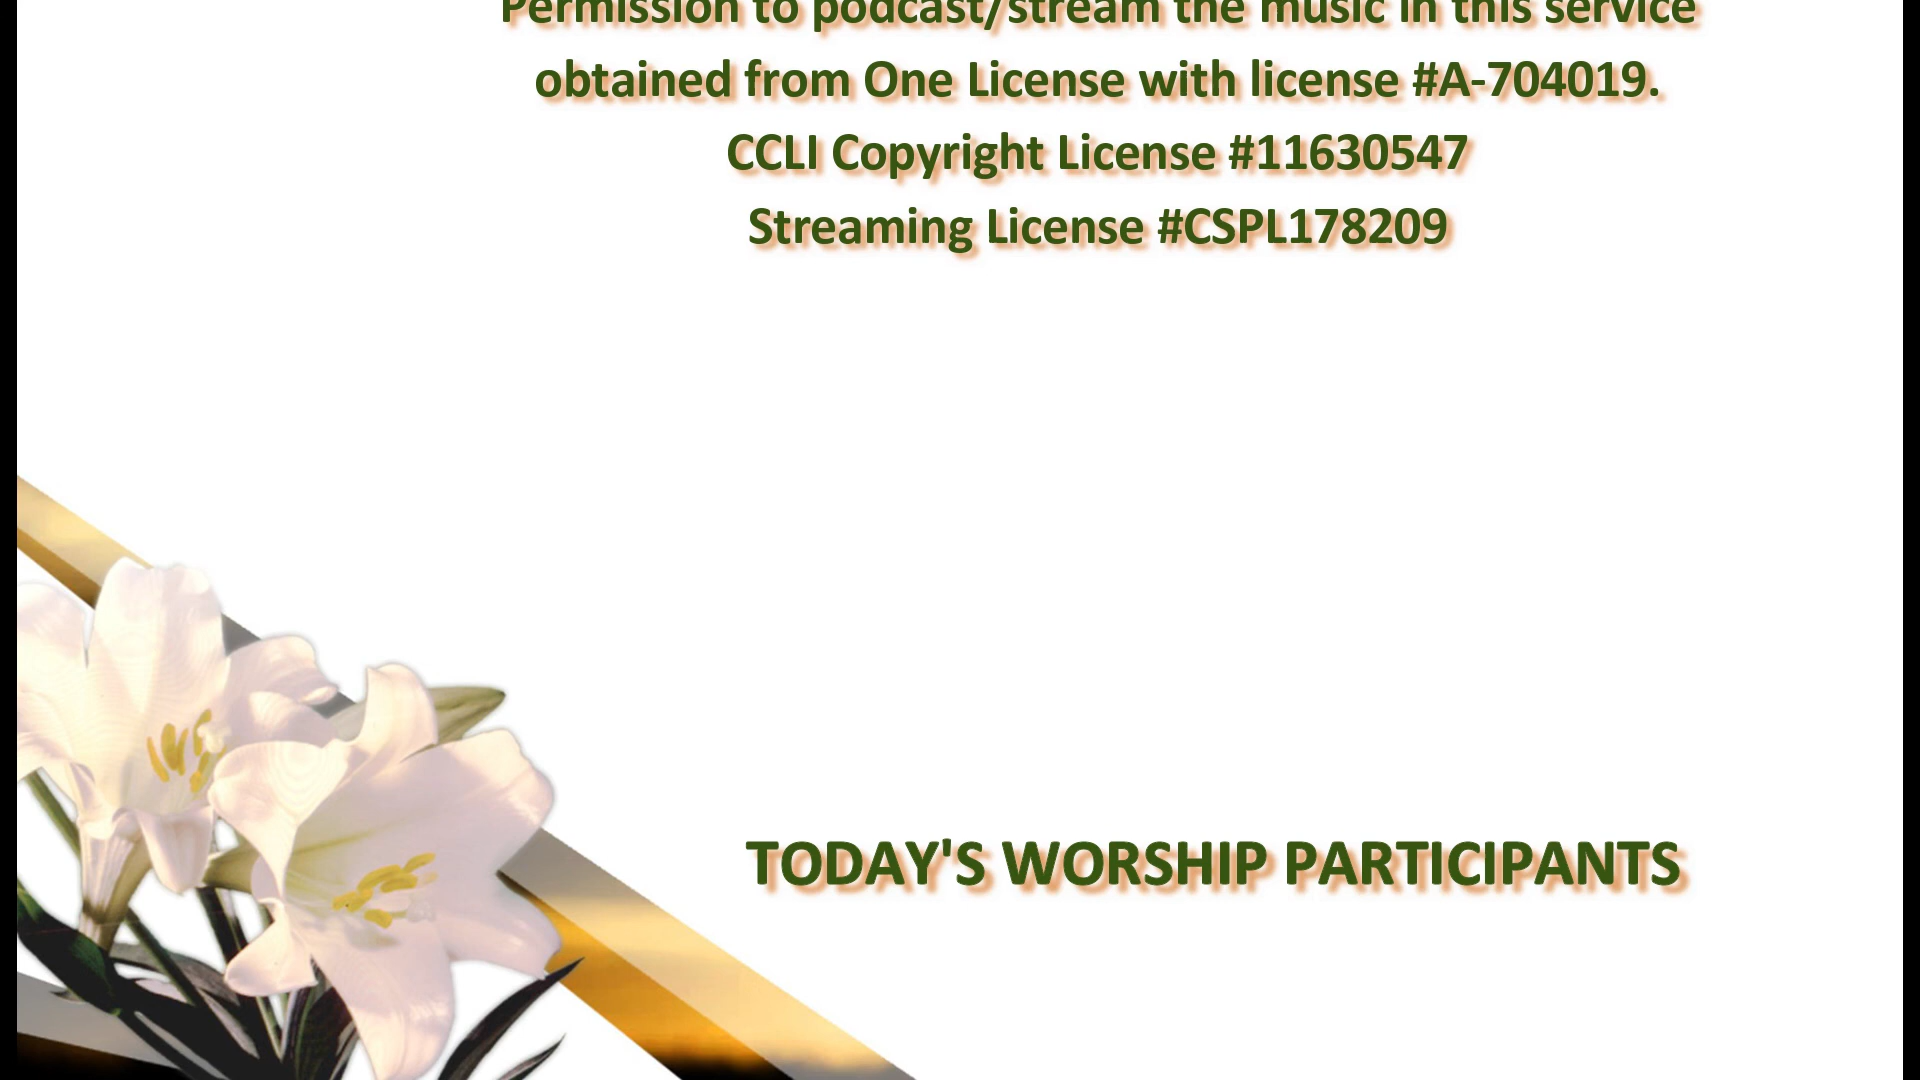 Permission to podcast/stream the music in this service
obtained from One License with license #A-704019.
CCLI Copyright License #11630547
Streaming License #CSPL178209
TODAY'S WORSHIP PARTICIPANTS